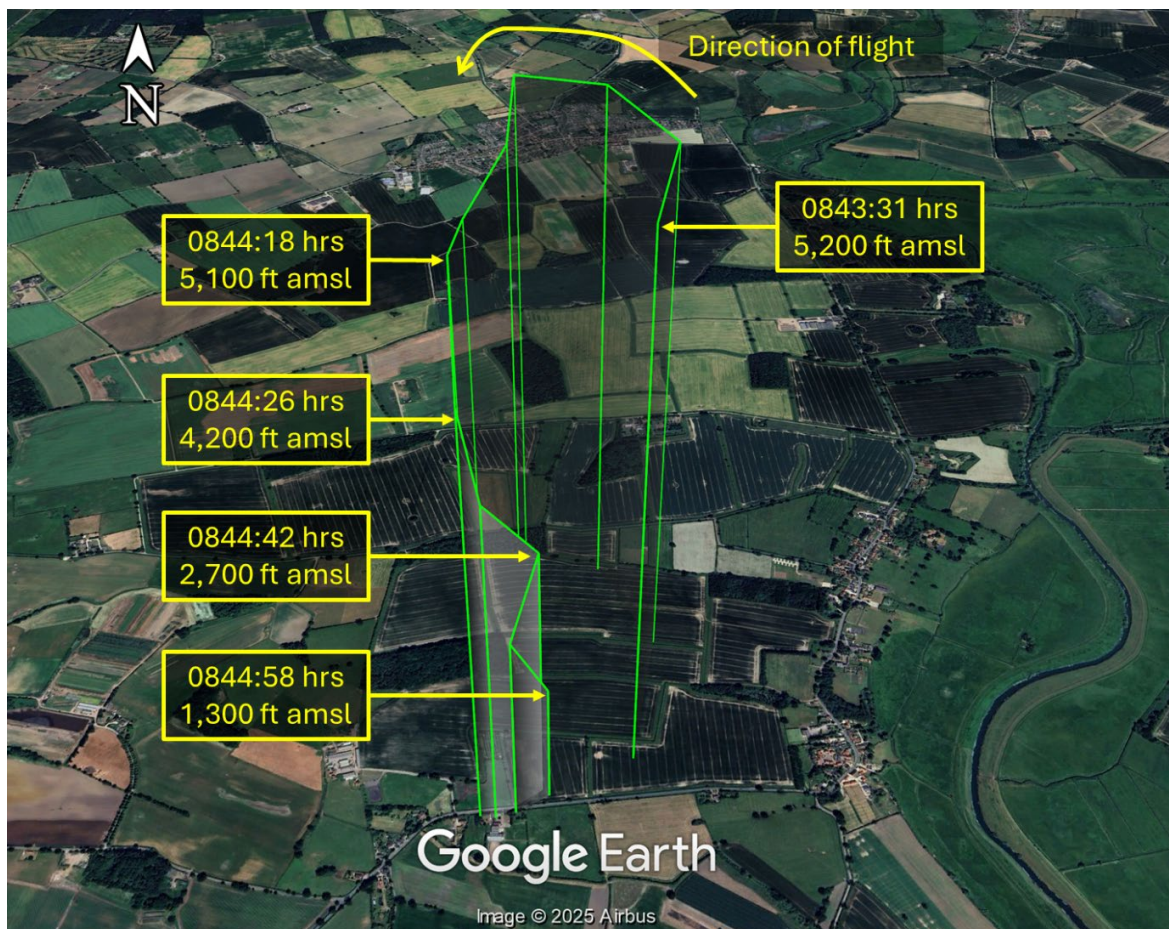 Direction of flight
N
0843:31 hrs
5,200 ft amsl
0844:18 hrs
5,100 ft amsl
0844:26 hrs
4,200 ft amsl
0844:42 hrs
2,700 ft amsl
0844:58 hrs
1,300 ft amsl
Google Earth
Image © 2025 Airbus